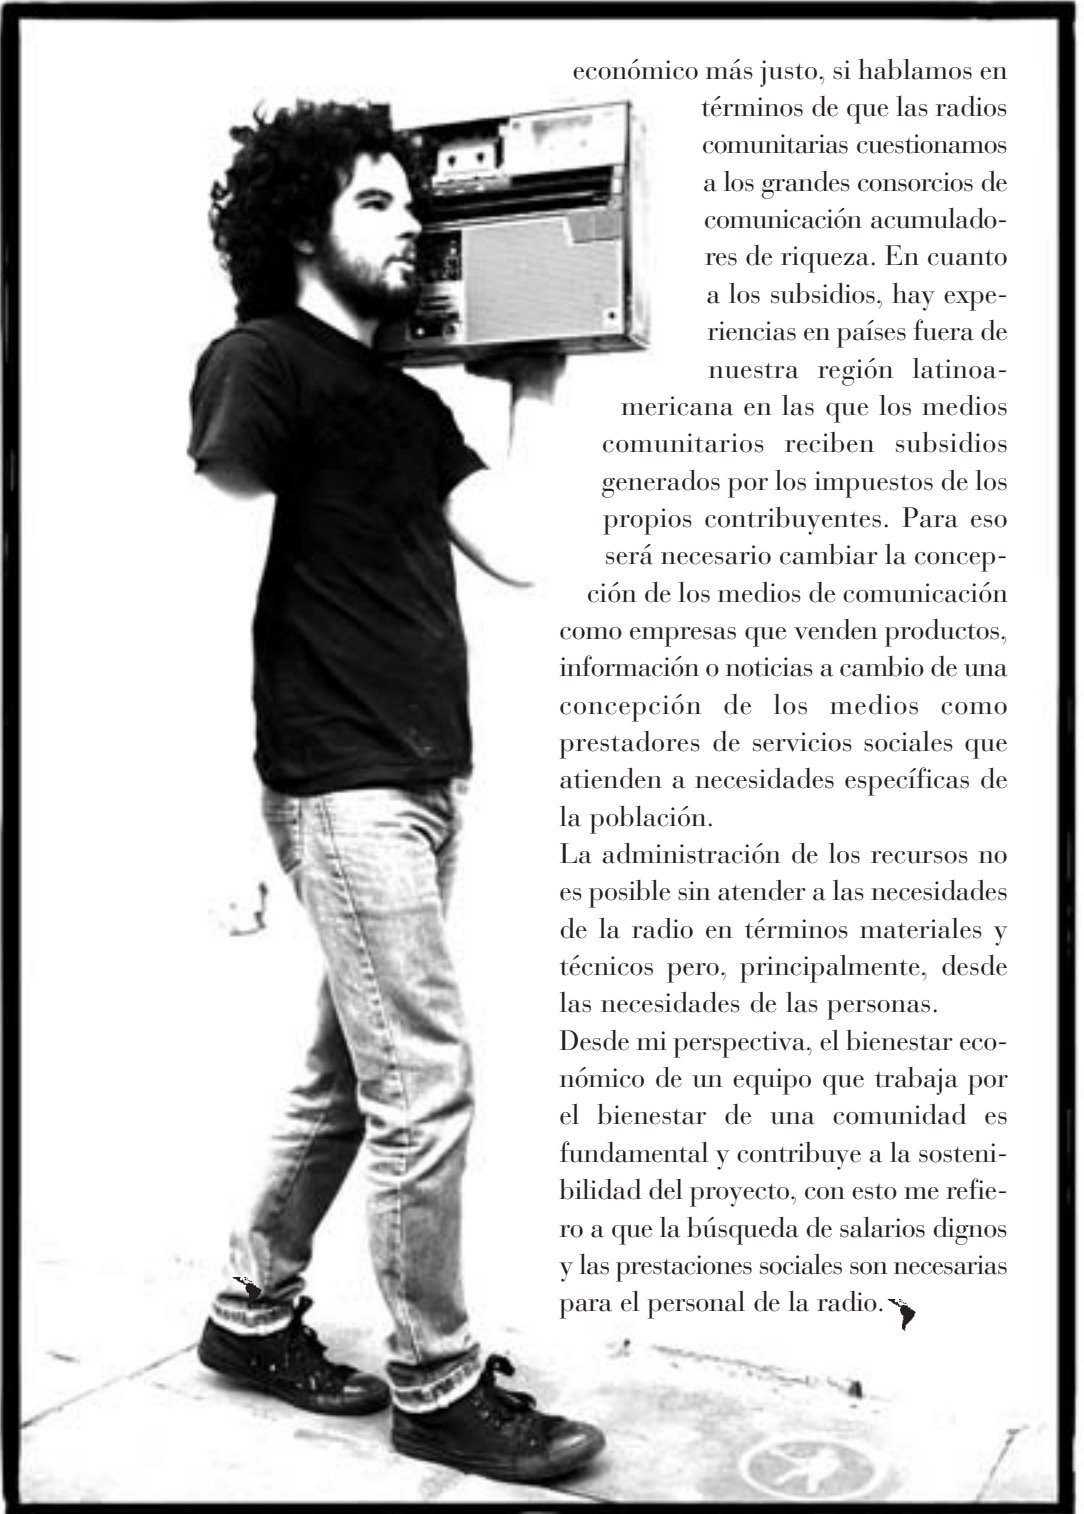 económico más justo, si hablamos en
términos de que las radios
comunitarias cuestionamos
a los grandes consorcios de
comunicación acumulado-
res de riqueza. En cuanto
a los subsidios, hay expe-
riencias en países fuera de
nuestra región latinoa-
mericana en las que los medios
comunitarios reciben subsidios
generados por los impuestos de los
propios contribuyentes. Para eso
será necesario cambiar la concep-
ción de los medios de comunicación
como empresas que venden productos,
información o noticias a cambio de una
concepción de los medios como
prestadores de servicios sociales que
atienden a necesidades específicas de
la población.
La administración de los recursos no
es posible sin atender a las necesidades
de la radio en términos materiales y
técnicos pero, principalmente, desde
las necesidades de las personas.
Desde mi perspectiva, el bienestar eco-
nómico de un equipo que trabaja por
el bienestar de una comunidad es
fundamental y contribuye a la sosteni-
bilidad del proyecto, con esto me refie-
ro a que la búsqueda de salarios dignos
y las prestaciones sociales son necesarias
para el personal de la radio.